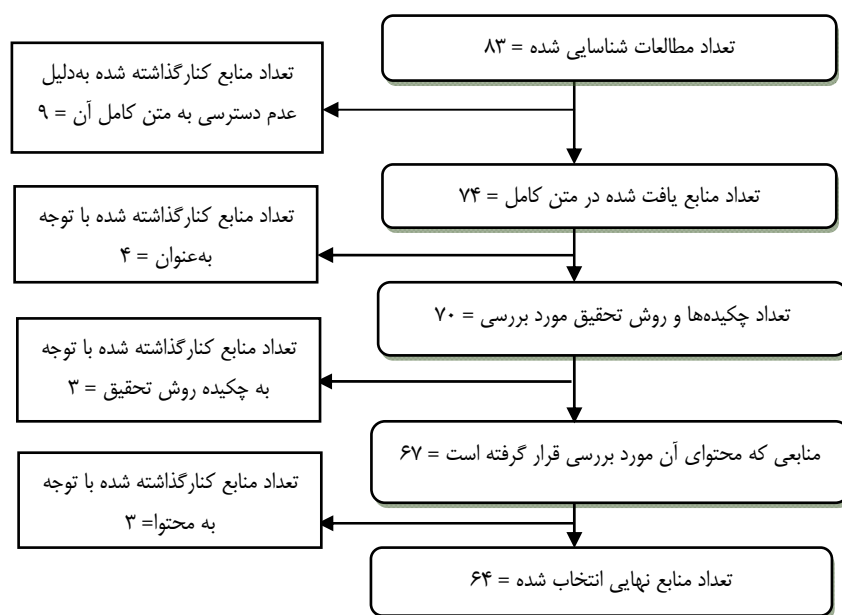 تعداد مطالعات شناسایی شده = ۸۳
تعداد منابع کنارگذاشته شده به‌دلیل
عدم دسترسی به متن کامل آن = ۹
تعداد منابع یافت شده در متن کامل = ۷۴
تعداد منابع کنارگذاشته شده با توجه
به‌عنوان = ۴
تعداد چکیده‌ها و روش تحقیق مورد بررسی = ۷۰
تعداد منابع کنارگذاشته شده با توجه
به چکیده روش تحقیق = ۳
منابعی که محتوای آن مورد بررسی قرار گرفته است = ۶۷
تعداد منابع کنارگذاشته شده با توجه
به محتوا= ۳
تعداد منابع نهایی انتخاب شده = ۶۴